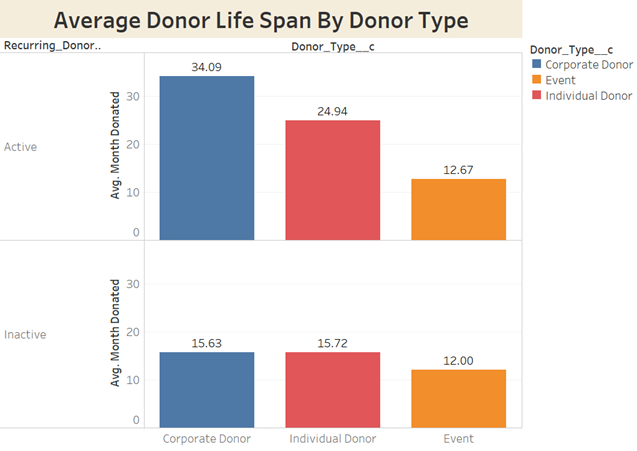 Average Donor Life Span By Donor Type
Recurring_Donor..
Donor_Type__c
Active
Avg. Month Donated
30
20
10
0
34.09
24.94
12.67
Inactive
Avg. Month Donated
30
20
10
0
15.63
15.72
12.00
Corporate Donor
Individual Donor
Event
Donor_Type__c
Corporate Donor
Event
Individual Donor